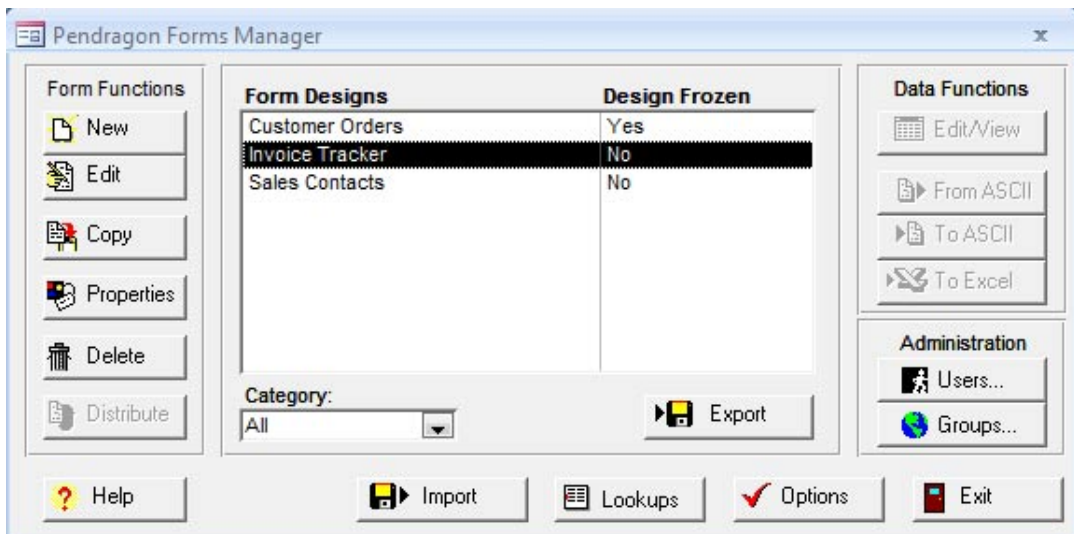 Pendragon Forms Manager
Form Functions
New
Edit
Copy
Properties
Delete
Distribute
Form Designs Design Frozen
Customer Orders Yes
Invoice Tracker No
Sales Contacts No
Category:
All
Export
Data Functions
Edit/View
From ASCII
To ASCII
To Excel
Administration
Users...
Groups...
Help
Import
Lookups
Options
Exit